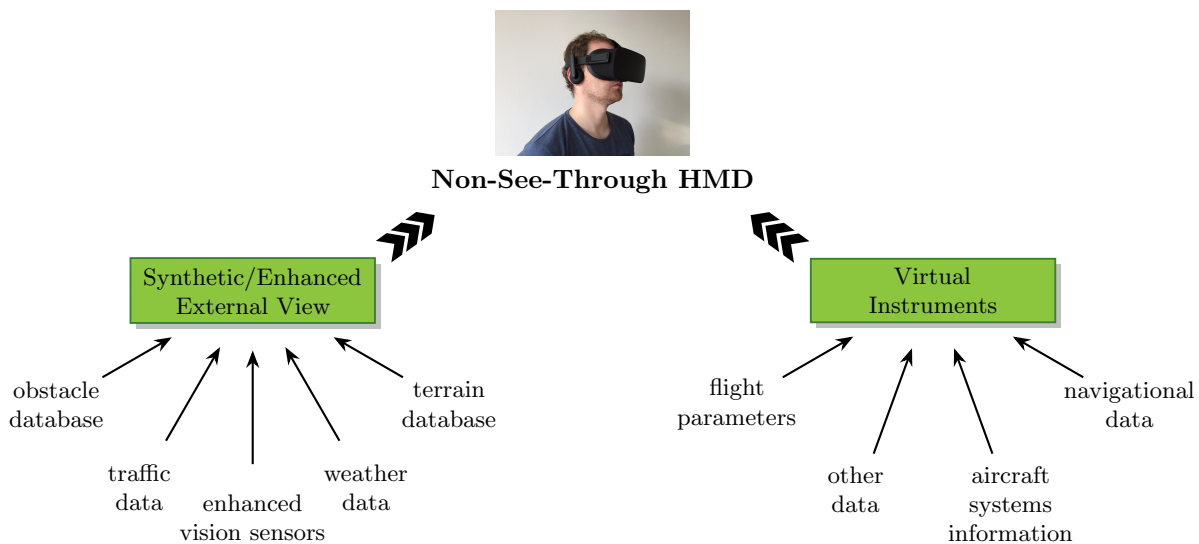 Non-See-Through HMD
Synthetic/Enhanced
External View
Virtual
Instruments
obstacle
database
traffic
data
enhanced
vision sensors
weather
data
terrain
database
flight
parameters
other
data
aircraft
systems
information
navigational
data